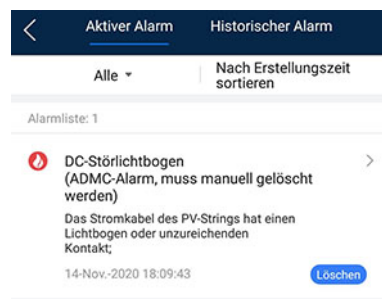 Aktiver Alarm
Historischer Alarm
Alle
Nach Erstellungszeit
sortieren
Alarmliste: 1
DC-Störlichtbogen
(ADMC-Alarm, muss manuell gelöscht
werden)
Das Stromkabel des PV-Strings hat einen
Lichtbogen oder unzureichenden
Kontakt;
14-Nov.-2020 18:09:43
Löschen